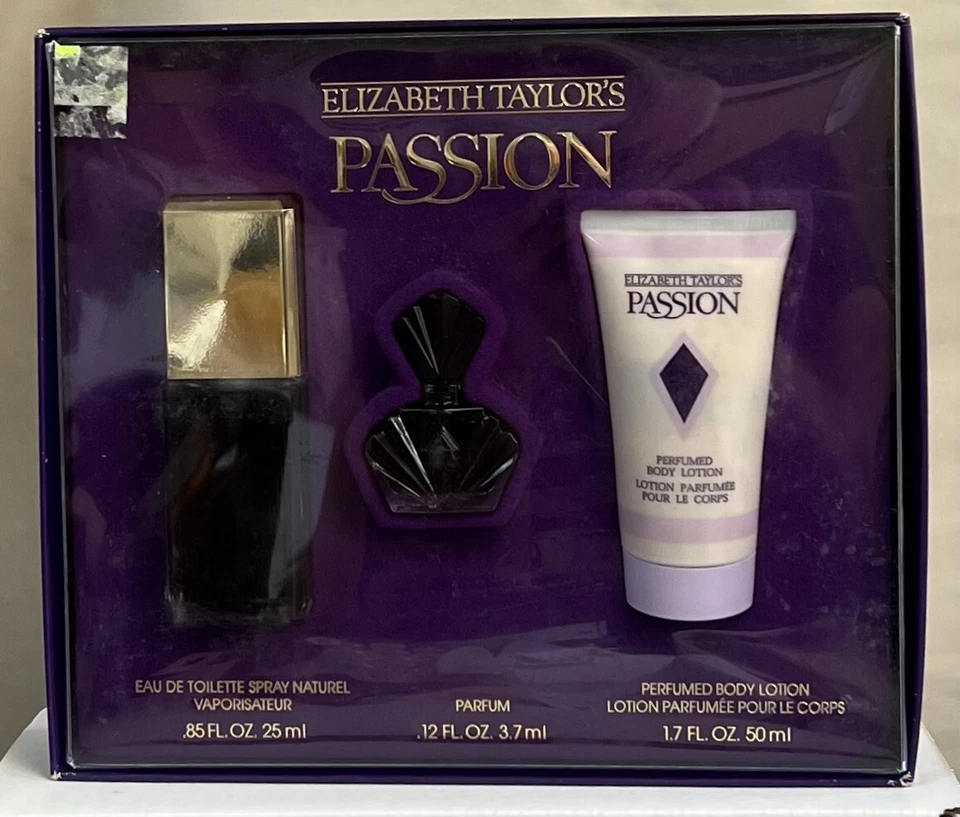 ELIZABETH TAYLOR'S
PASSION
ELIZABETH TAYLOR'S
PASSION
PERFUMED
BODY LOTION
LOTION PARFUMÉE
POUR LE CORPS
EAU DE TOILETTE SPRAY NATUREL
VAPORISATEUR
.85 FL. OZ. 25 ml
PARFUM
.12 FL. OZ. 3.7 ml
PERFUMED BODY LOTION
LOTION PARFUMÉE POUR LE CORPS
1.7 FL. OZ. 50 ml